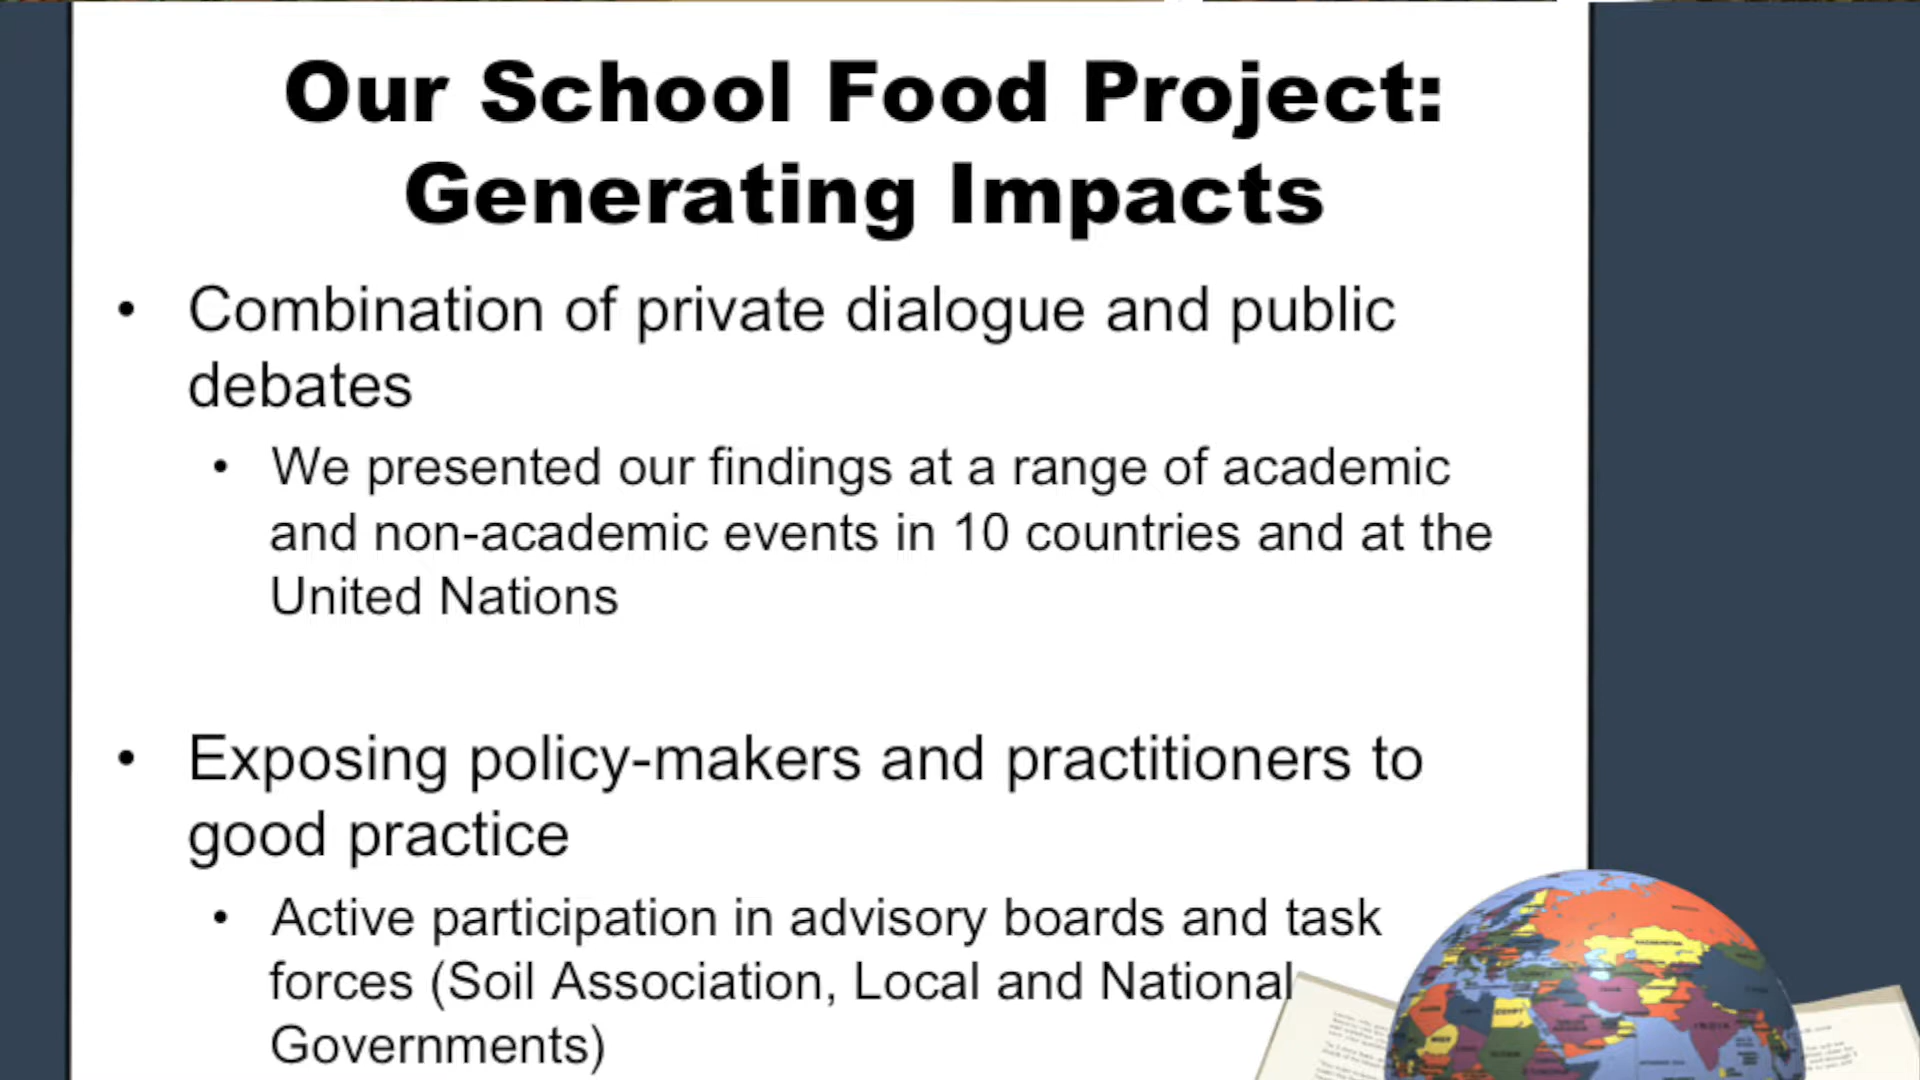 Our School Food Project:
Generating Impacts
• Combination of private dialogue and public
debates
• We presented our findings at a range of academic
and non-academic events in 10 countries and at the
United Nations
• Exposing policy-makers and practitioners to
good practice
• Active participation in advisory boards and task
forces (Soil Association, Local and National
Governments)
EGYPT
INDIA